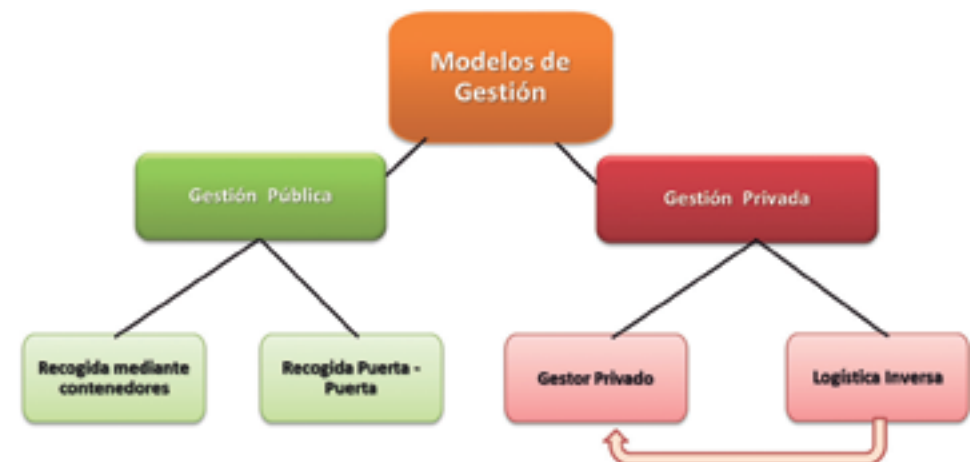 Modelos de
Gestión
Gestión Pública
Gestión Privada
Recogida mediante
contenedores
Recogida Puerta -
Puerta
Gestor Privado
Logística Inversa